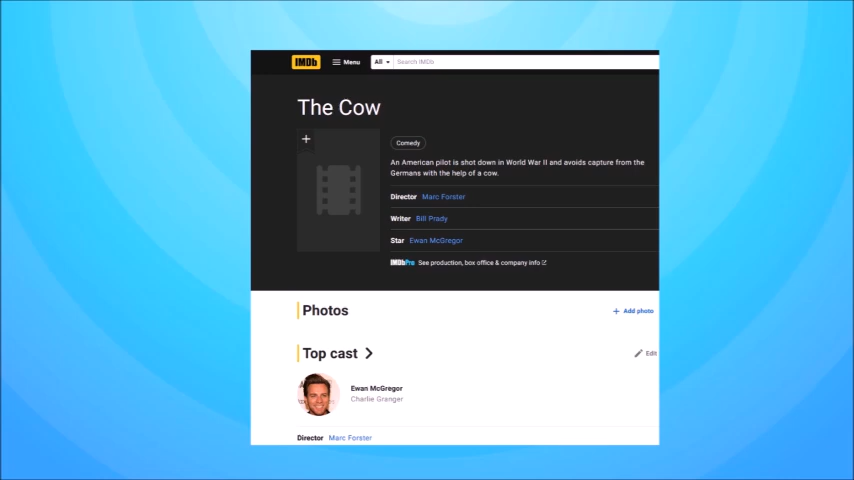 IMDb Menu All Search IMDb
The Cow
+
Comedy
An American pilot is shot down in World War II and avoids capture from the
Germans with the help of a cow.
Director Marc Forster
Writer Bill Prady
Star Ewan McGregor
IMDbPro See production, box office & company info
Photos
+ Add photo
Top cast
Edit
Ewan McGregor
Charlie Granger
Director Marc Forster